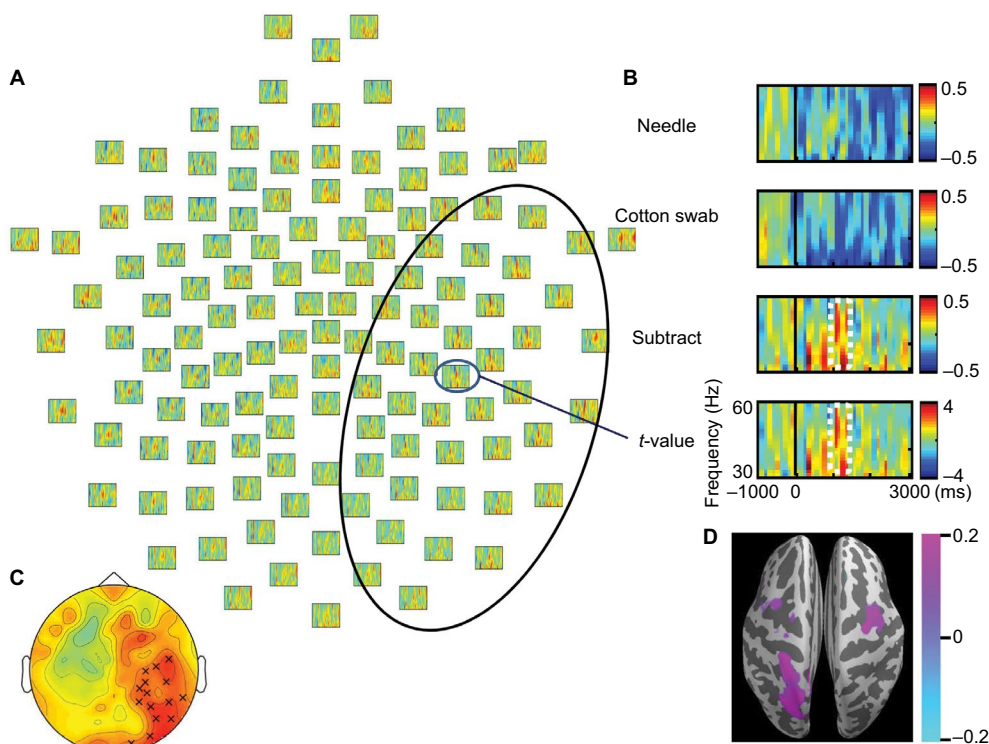 A
B
Needle
0.5
–0.5
Cotton swab
0.5
–0.5
Subtract
0.5
–0.5
t-value
Frequency (Hz)
60
30
4
–4
–1000 0 3000 (ms)
C
D
0.2
0
–0.2